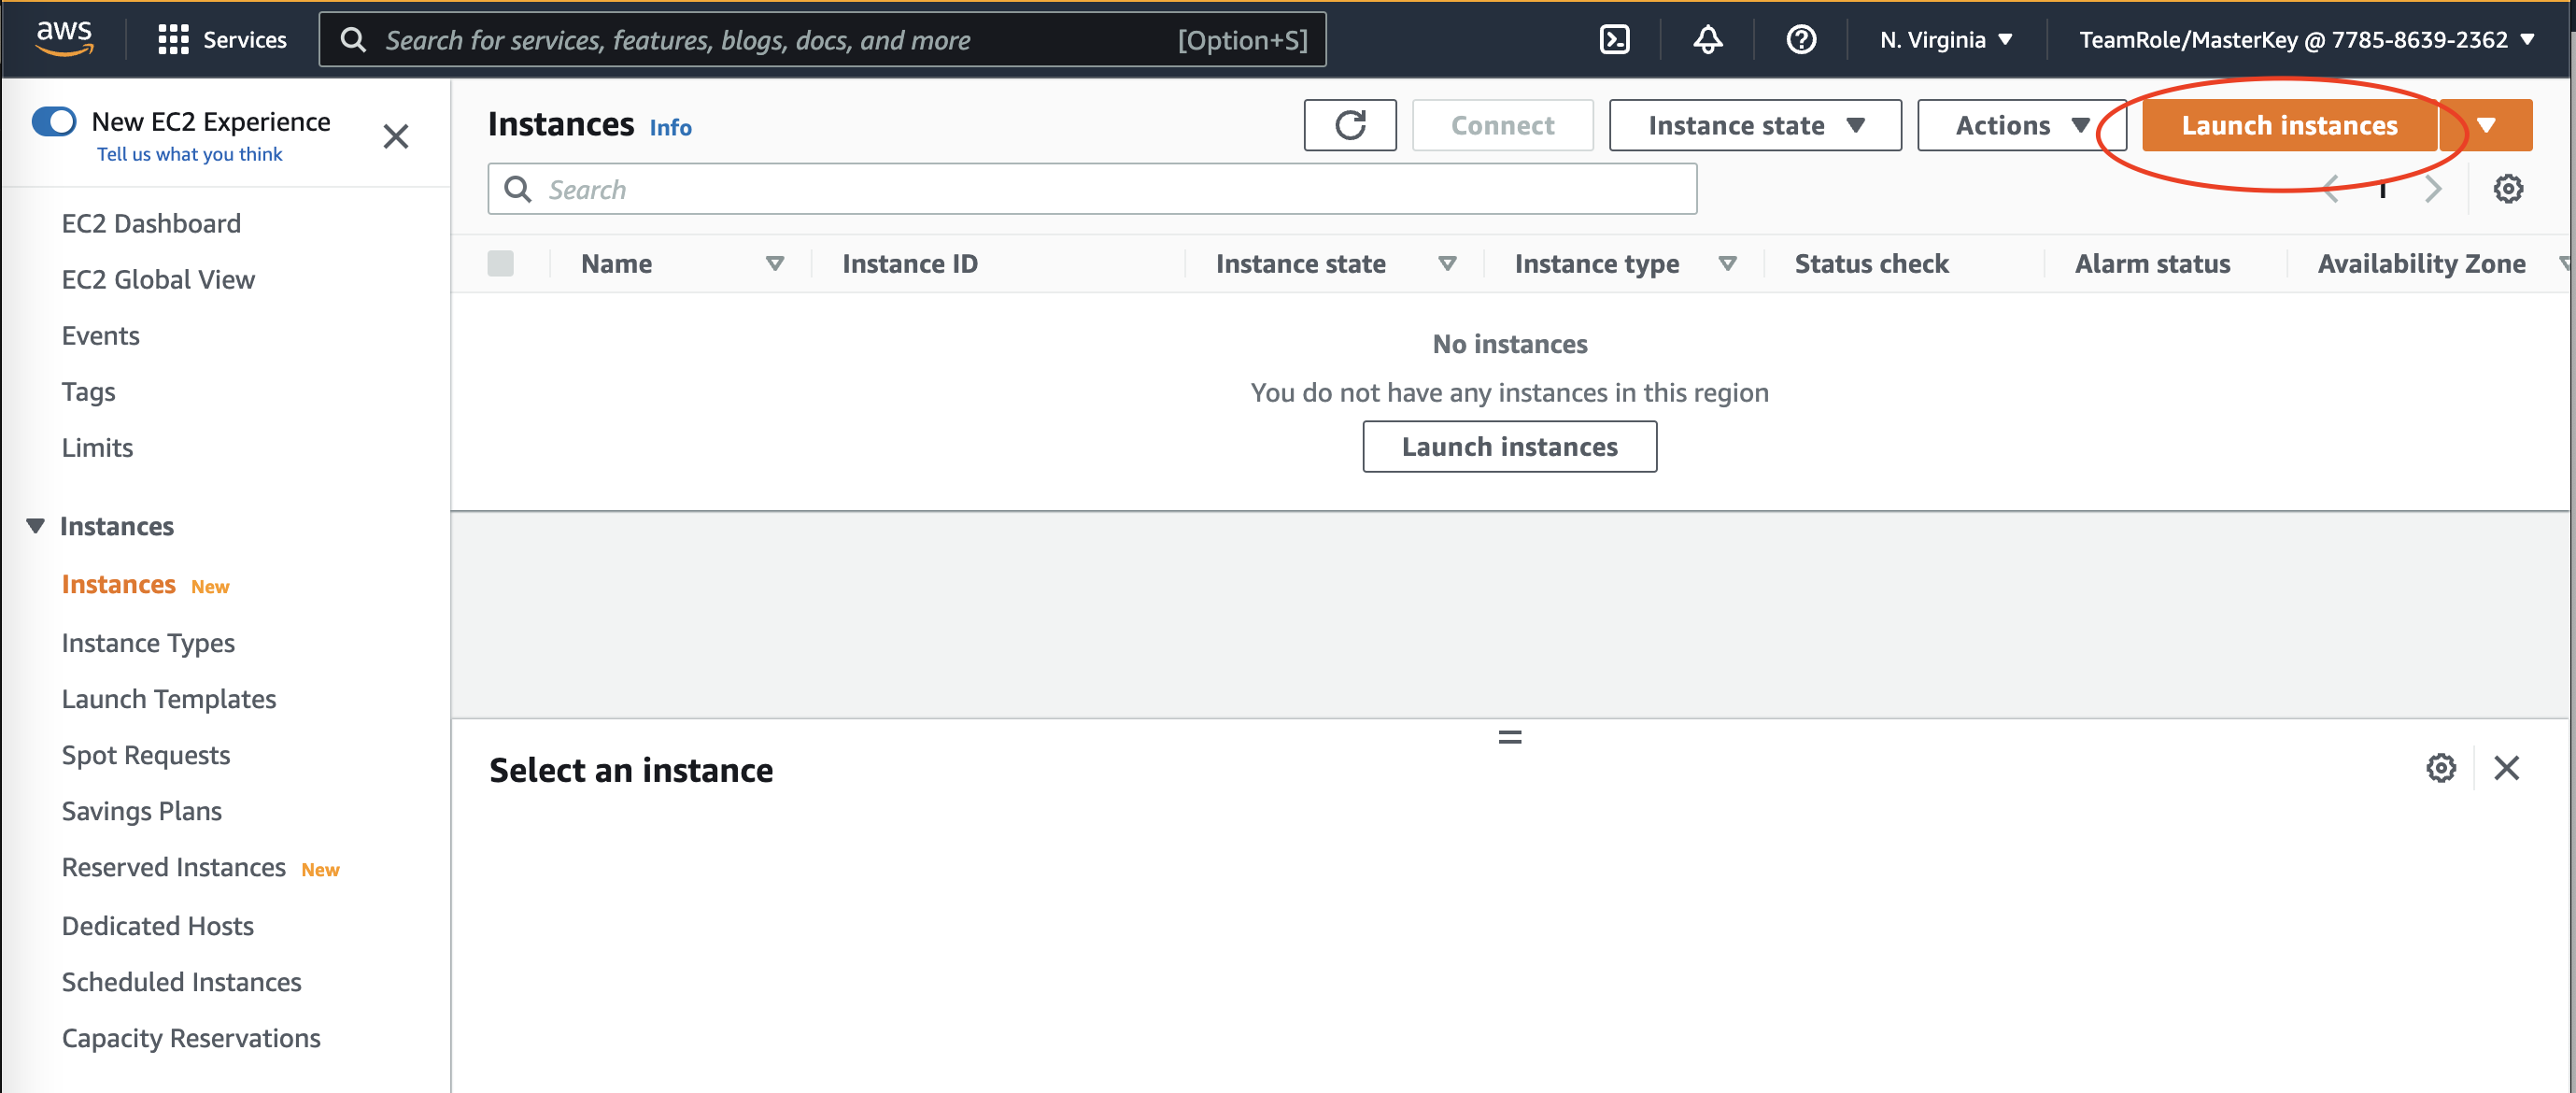 aws
Services
Search for services, features, blogs, docs, and more [Option+S]
N. Virginia
TeamRole/MasterKey @ 7785-8639-2362
New EC2 Experience
Tell us what you think
EC2 Dashboard
EC2 Global View
Events
Tags
Limits
Instances
Instances New
Instance Types
Launch Templates
Spot Requests
Savings Plans
Reserved Instances New
Dedicated Hosts
Scheduled Instances
Capacity Reservations
Instances Info
Connect
Instance state
Actions
Launch instances
Search
1
Name Instance ID Instance state Instance type Status check Alarm status Availability Zone
No instances
You do not have any instances in this region
Launch instances
Select an instance